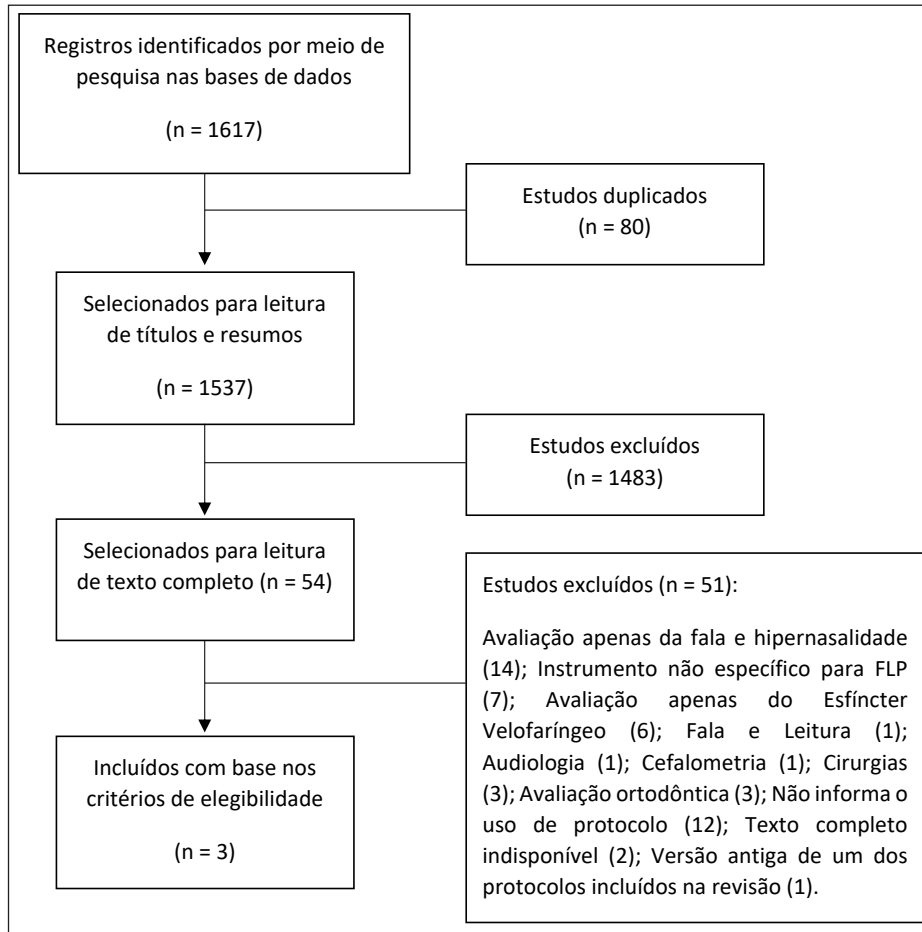 Registros identificados por meio de
pesquisa nas bases de dados
(n = 1617)
Estudos duplicados
(n = 80)
Selecionados para leitura
de títulos e resumos
(n = 1537)
Estudos excluídos
(n = 1483)
Selecionados para leitura
de texto completo (n = 54)
Estudos excluídos (n = 51):
Avaliação apenas da fala e hipernasalidade
(14); Instrumento não específico para FLP
(7); Avaliação apenas do Esfíncter
Velofaríngeo (6); Fala e Leitura (1);
Audiologia (1); Cefalometria (1); Cirurgias
(3); Avaliação ortodôntica (3); Não informa o
uso de protocolo (12); Texto completo
indisponível (2); Versão antiga de um dos
protocolos incluídos na revisão (1).
Incluídos com base nos
critérios de elegibilidade
(n = 3)